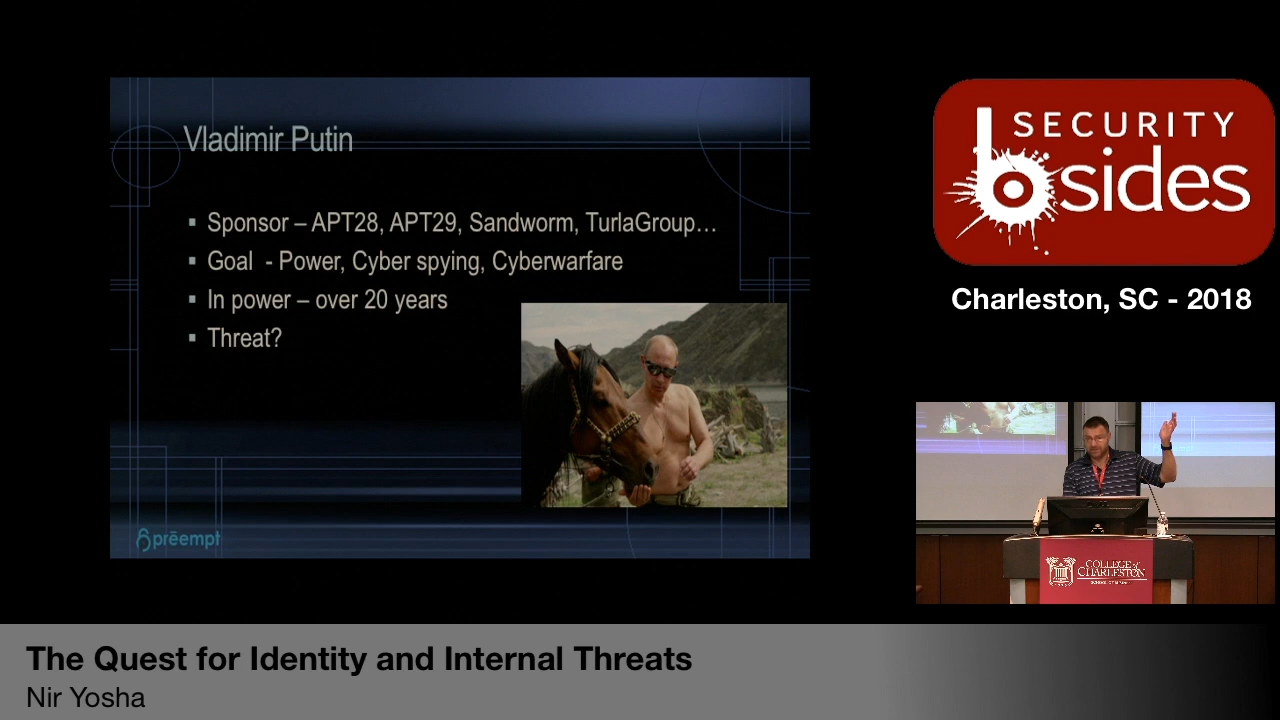 Vladimir Putin
▪ Sponsor – APT28, APT29, Sandworm, TurlaGroup...
▪ Goal - Power, Cyber spying, Cyberwarfare
▪ In power – over 20 years
▪ Threat?
preempt
SECURITY
bsides
Charleston, SC - 2018
COLLEGE of
CHARLESTON
The Quest for Identity and Internal Threats
Nir Yosha